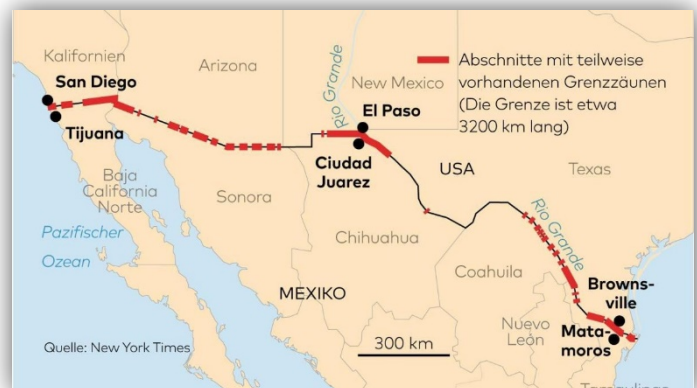 Kalifornien
Arizona
San Diego
Tijuana
Baja
California
Norte
Sonora
Pazifischer
Ozean
Rio Grande
New Mexico
El Paso
Ciudad
Juarez
Abschnitte mit teilweise
vorhandenen Grenzzäunen
(Die Grenze ist etwa
3200 km lang)
USA
Texas
Chihuahua
MEXIKO
Rio Grande
Coahuila
Nuevo
León
Browns-
ville
Mata-
moros
Tamaulipas
300 km
Quelle: New York Times